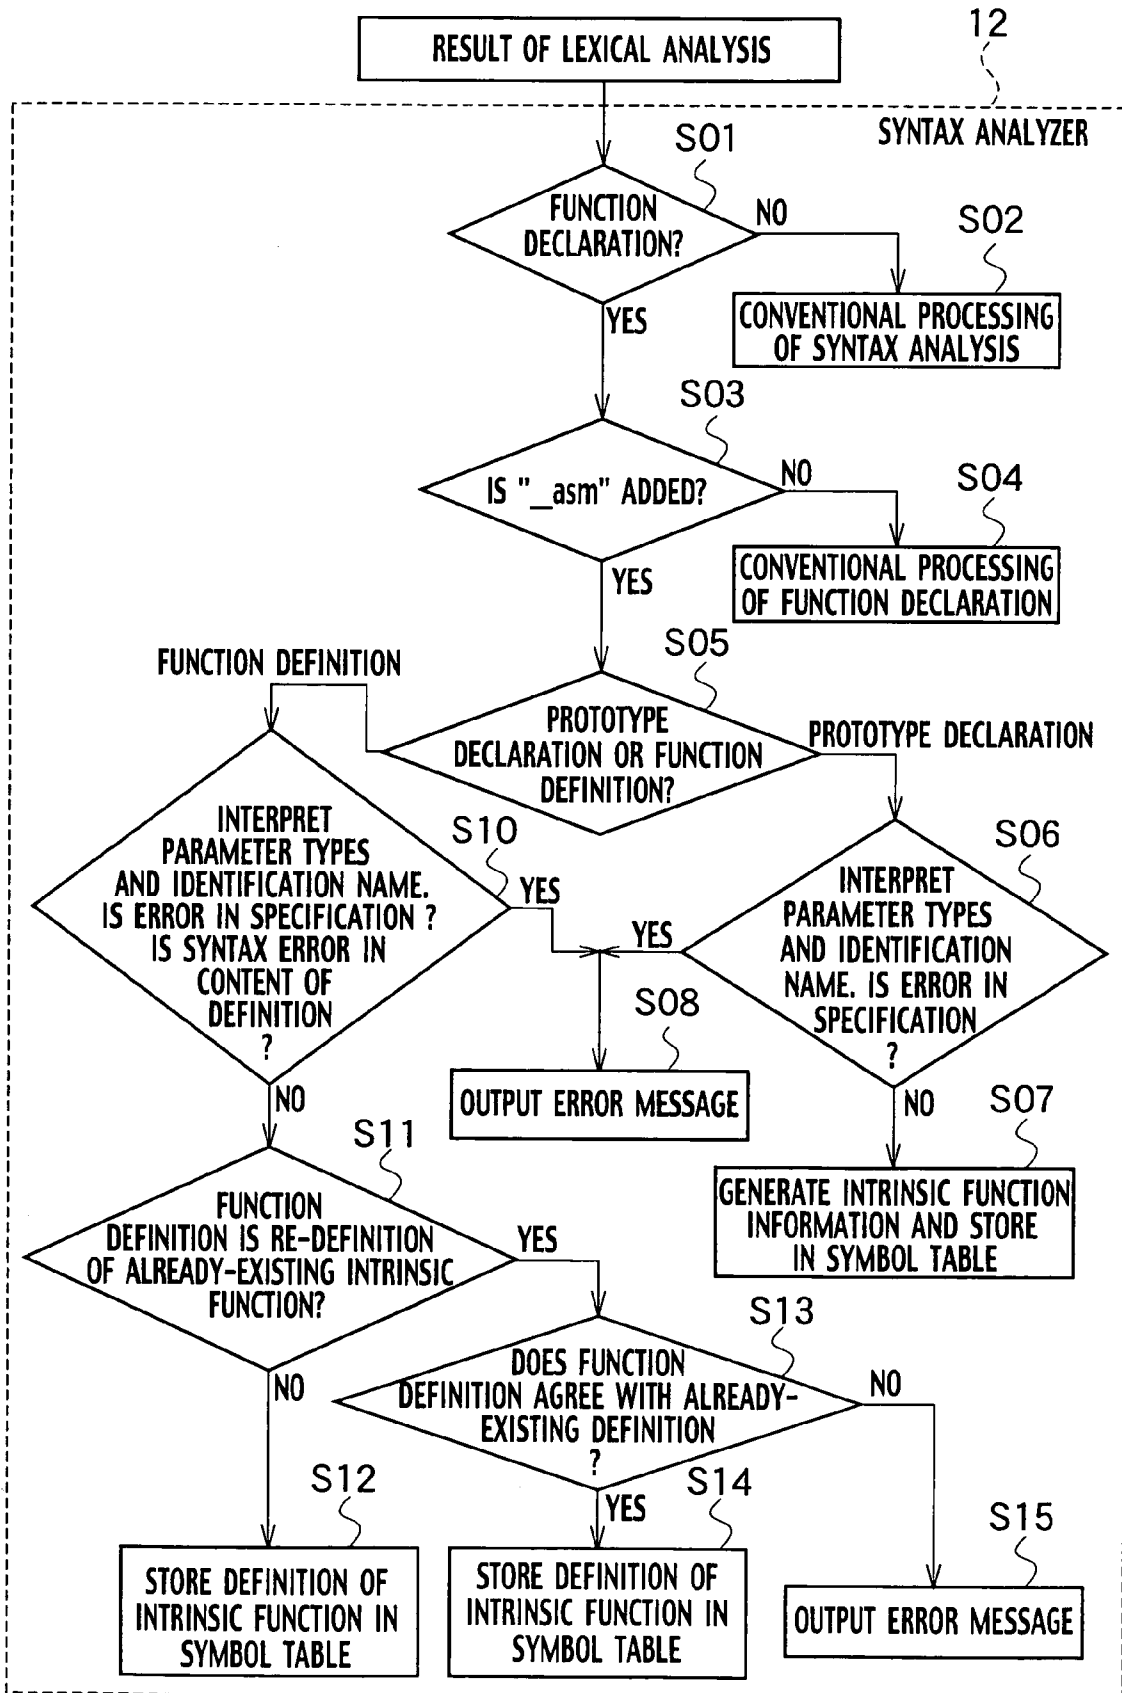 RESULT OF LEXICAL ANALYSIS
12
SYNTAX ANALYZER
S01
FUNCTION
DECLARATION?
NO
S02
CONVENTIONAL PROCESSING
OF SYNTAX ANALYSIS
YES
S03
IS "__asm" ADDED?
NO
S04
CONVENTIONAL PROCESSING
OF FUNCTION DECLARATION
YES
S05
FUNCTION DEFINITION
PROTOTYPE
DECLARATION OR FUNCTION
DEFINITION?
PROTOTYPE DECLARATION
S10
INTERPRET
PARAMETER TYPES
AND IDENTIFICATION NAME.
IS ERROR IN SPECIFICATION ?
IS SYNTAX ERROR IN
CONTENT OF
DEFINITION
?
YES
S06
INTERPRET
PARAMETER TYPES
AND IDENTIFICATION
NAME. IS ERROR IN
SPECIFICATION
?
YES
S08
OUTPUT ERROR MESSAGE
NO
NO
S07
GENERATE INTRINSIC FUNCTION
INFORMATION AND STORE
IN SYMBOL TABLE
S11
FUNCTION
DEFINITION IS RE-DEFINITION
OF ALREADY-EXISTING INTRINSIC
FUNCTION?
YES
S13
DOES FUNCTION
DEFINITION AGREE WITH ALREADY-
EXISTING DEFINITION
?
NO
NO
S12
STORE DEFINITION OF
INTRINSIC FUNCTION IN
SYMBOL TABLE
YES
S14
STORE DEFINITION OF
INTRINSIC FUNCTION IN
SYMBOL TABLE
S15
OUTPUT ERROR MESSAGE